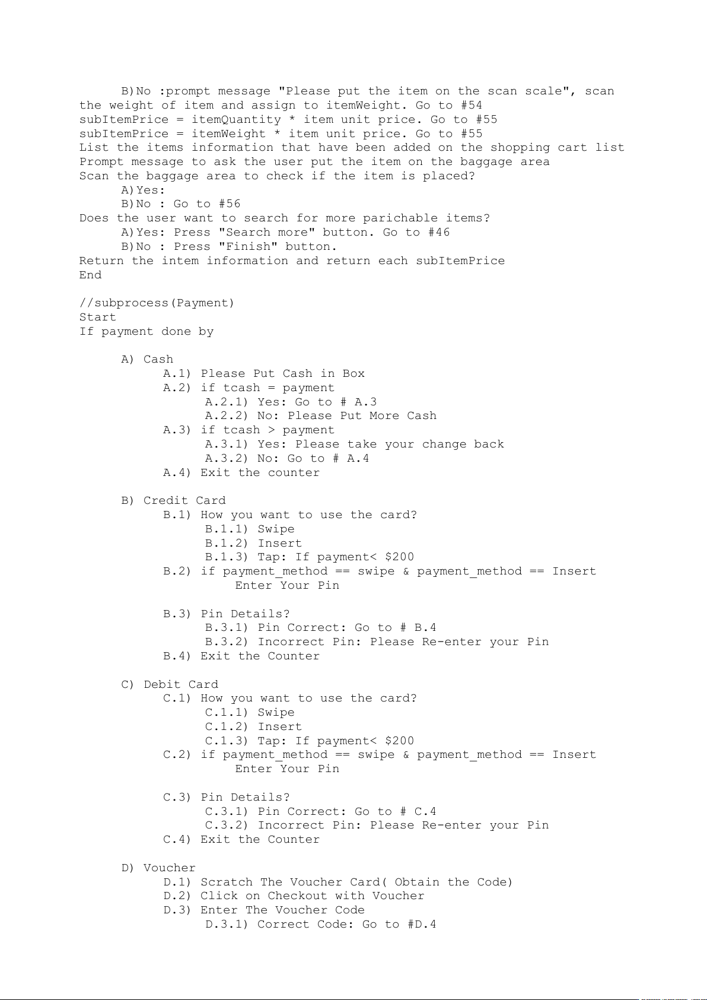 B)No :prompt message "Please put the item on the scan scale", scan
the weight of item and assign to itemWeight. Go to #54
subItemPrice = itemQuantity * item unit price. Go to #55
subItemPrice = itemWeight * item unit price. Go to #55
List the items information that have been added on the shopping cart list
Prompt message to ask the user put the item on the baggage area
Scan the baggage area to check if the item is placed?
A)Yes:
B)No : Go to #56
Does the user want to search for more parichable items?
A)Yes: Press "Search more" button. Go to #46
B)No : Press "Finish" button.
Return the intem information and return each subItemPrice
End
//subprocess(Payment)
Start
If payment done by
A) Cash
A.1) Please Put Cash in Box
A.2) if tcash = payment
A.2.1) Yes: Go to # A.3
A.2.2) No: Please Put More Cash
A.3) if tcash > payment
A.3.1) Yes: Please take your change back
A.3.2) No: Go to # A.4
A.4) Exit the counter
B) Credit Card
B.1) How you want to use the card?
B.1.1) Swipe
B.1.2) Insert
B.1.3) Tap: If payment< $200
B.2) if payment_method == swipe & payment_method == Insert
Enter Your Pin
B.3) Pin Details?
B.3.1) Pin Correct: Go to # B.4
B.3.2) Incorrect Pin: Please Re-enter your Pin
B.4) Exit the Counter
C) Debit Card
C.1) How you want to use the card?
C.1.1) Swipe
C.1.2) Insert
C.1.3) Tap: If payment< $200
C.2) if payment_method == swipe & payment_method == Insert
Enter Your Pin
C.3) Pin Details?
C.3.1) Pin Correct: Go to # C.4
C.3.2) Incorrect Pin: Please Re-enter your Pin
C.4) Exit the Counter
D) Voucher
D.1) Scratch The Voucher Card( Obtain the Code)
D.2) Click on Checkout with Voucher
D.3) Enter The Voucher Code
D.3.1) Correct Code: Go to #D.4